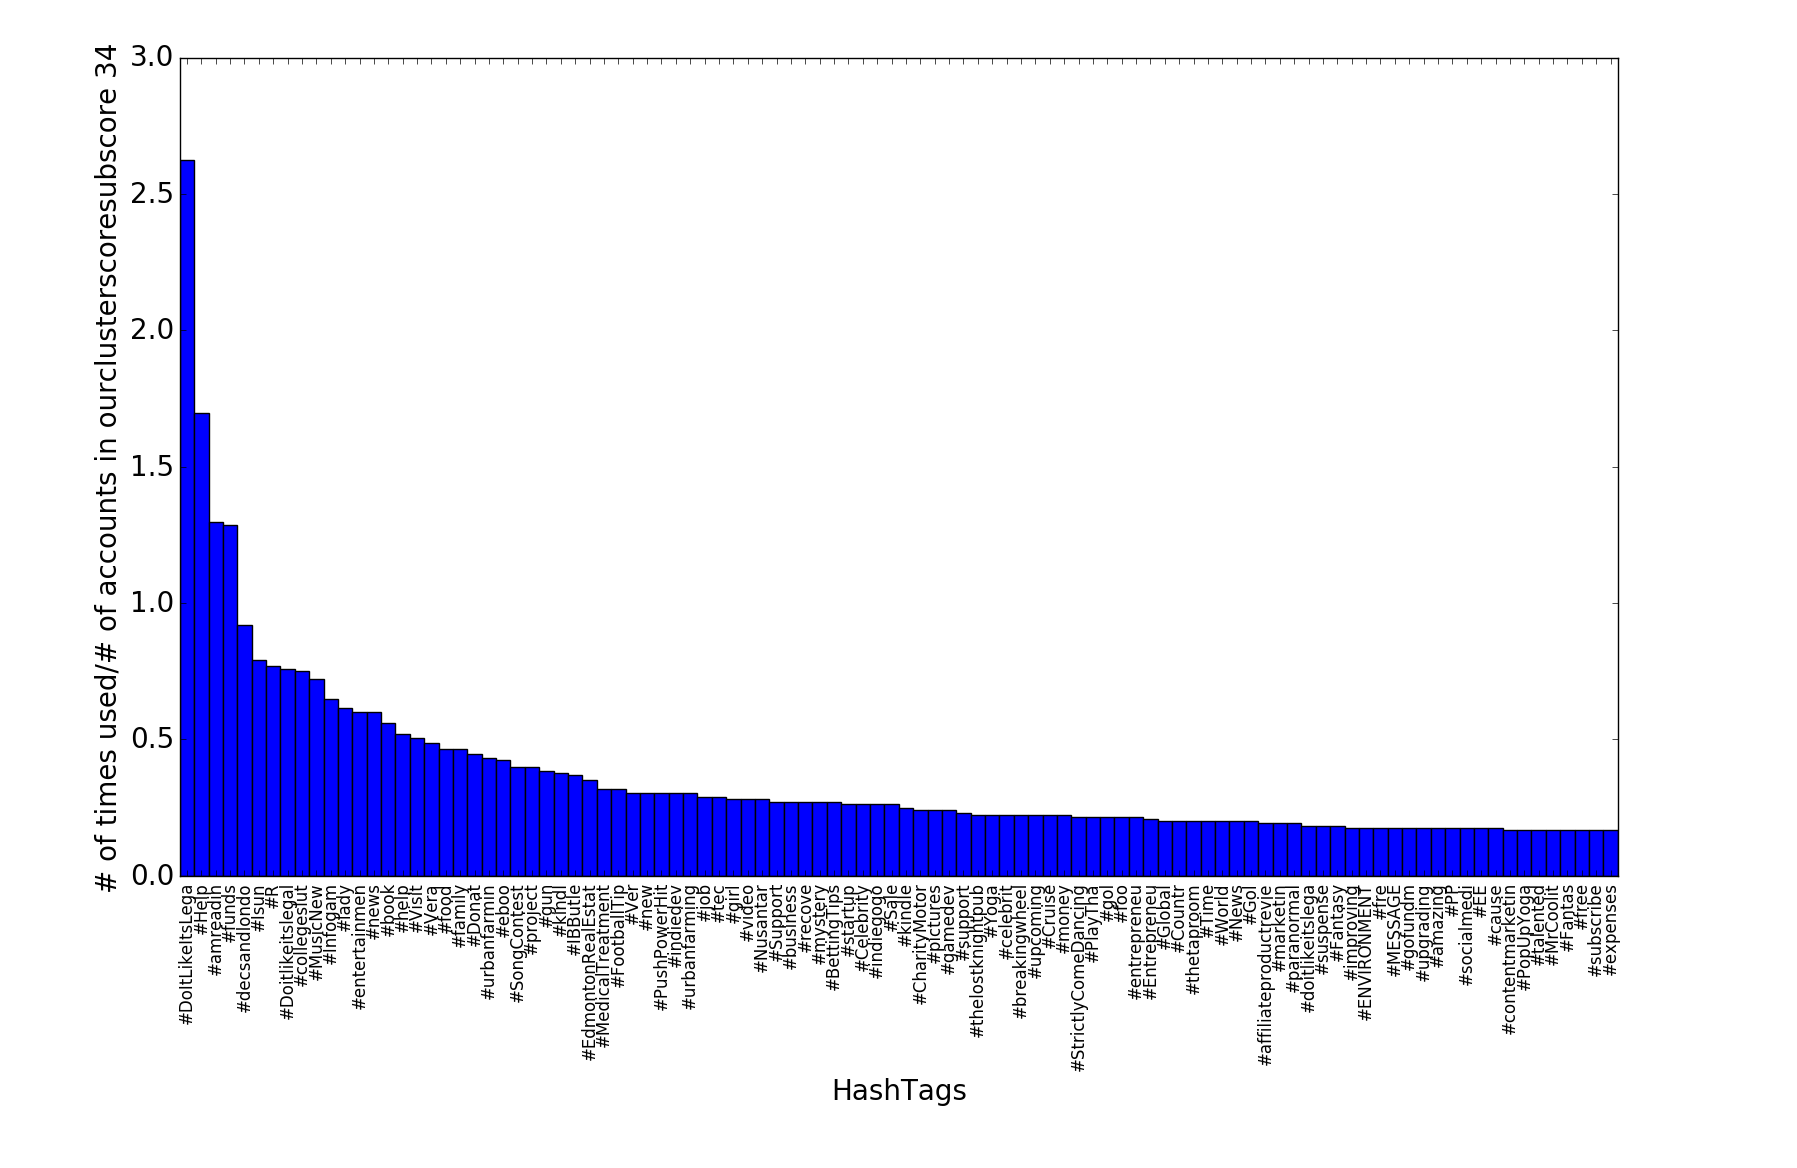 # of times used/# of accounts in ourclusterscoresubscore 34
3.0
2.5
2.0
1.5
1.0
0.5
0.0
#DoItLikeItsLega
#Help
#amreadin
#funds
#decsandlondo
#sun
#R
#Doitlikeitslegal
#collegeslut
#MusicNew
#Infogam
#lady
#entertainmen
#news
#book
#help
#Visit
#Vera
#food
#family
#Donat
#urbanfarmin
#eboo
#SongContest
#project
#gun
#Khdl
#IBButle
#EdmontonRealEstat
#MedicalTreatment
#FootballTip
#Ver
#new
#PushPowerHit
#indiedev
#urbanfarming
#job
#tec
#girl
#video
#Nusantar
#Support
#business
#recove
#mystery
#BettingTips
#startup
#Celebrity
#indiegogo
#Sale
#kindle
#CharityMotor
#pictures
#gamedev
#support
#thelostknightpub
#Yoga
#celebrit
#breakingwheel
#upcoming
#Cruise
#money
#StrictlyComeDancing
#PlayTha
#gol
#foo
#entrepreneu
#Entrepreneu
#Global
#Countr
#thetaproom
#Time
#World
#News
#Gol
#affiliateproductrevie
#marketin
#paranormal
#doitlikeitslega
#suspense
#Fantasy
#improving
#ENVIRONMENT
#fre
#MESSAGE
#gofundm
#upgrading
#amazing
#PP
#socialmedi
#EE
#cause
#contentmarketin
#PopUpYoga
#talented
#MrCoolit
#Fantas
#free
#subscribe
#expenses
HashTags